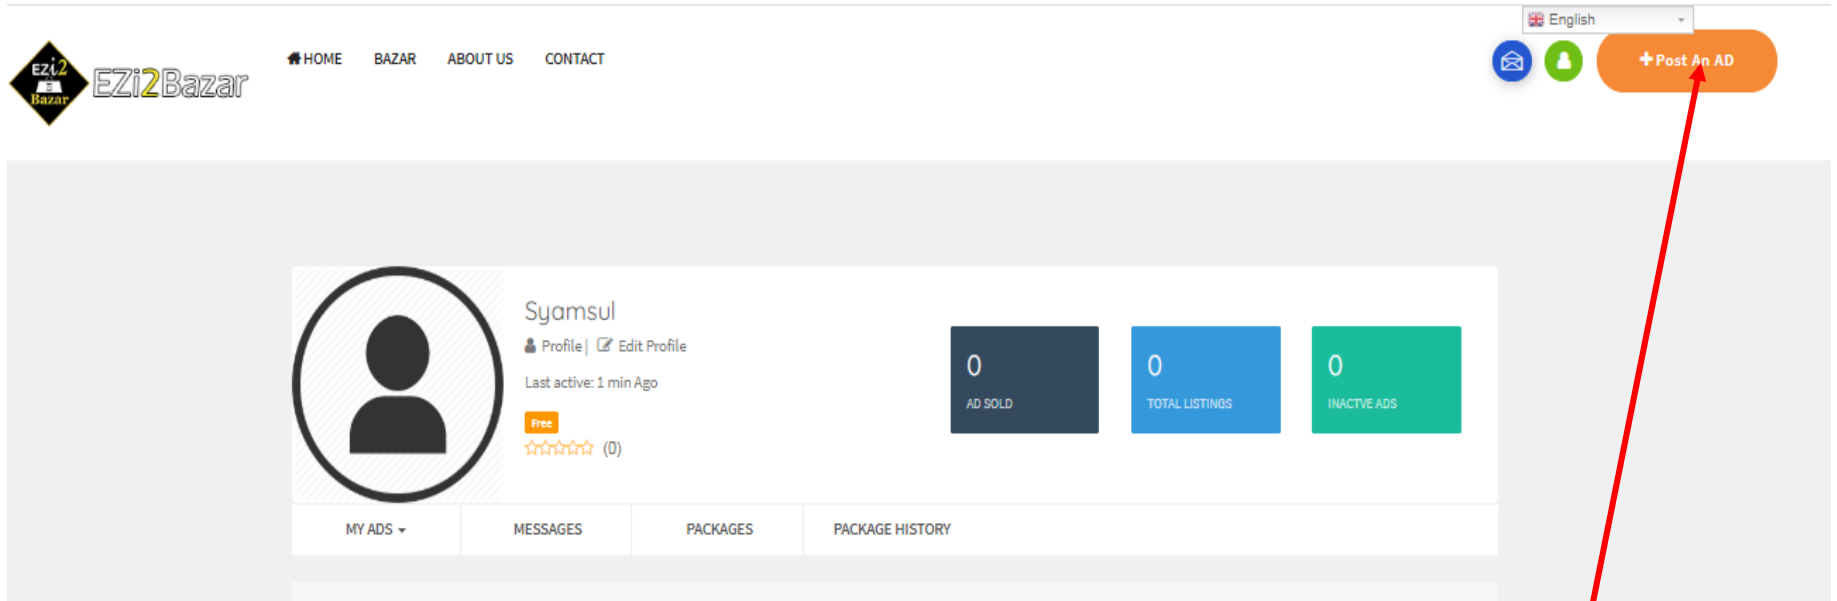 English
EZi2
Bazar
EZi2Bazar
HOME BAZAR ABOUT US CONTACT
+Post An AD
Syamsul
Profile| Edit Profile
Last active: 1 min Ago
Free
(0)
0
AD SOLD
0
TOTAL LISTINGS
0
INACTVE ADS
MY ADS MESSAGES PACKAGES PACKAGE HISTORY